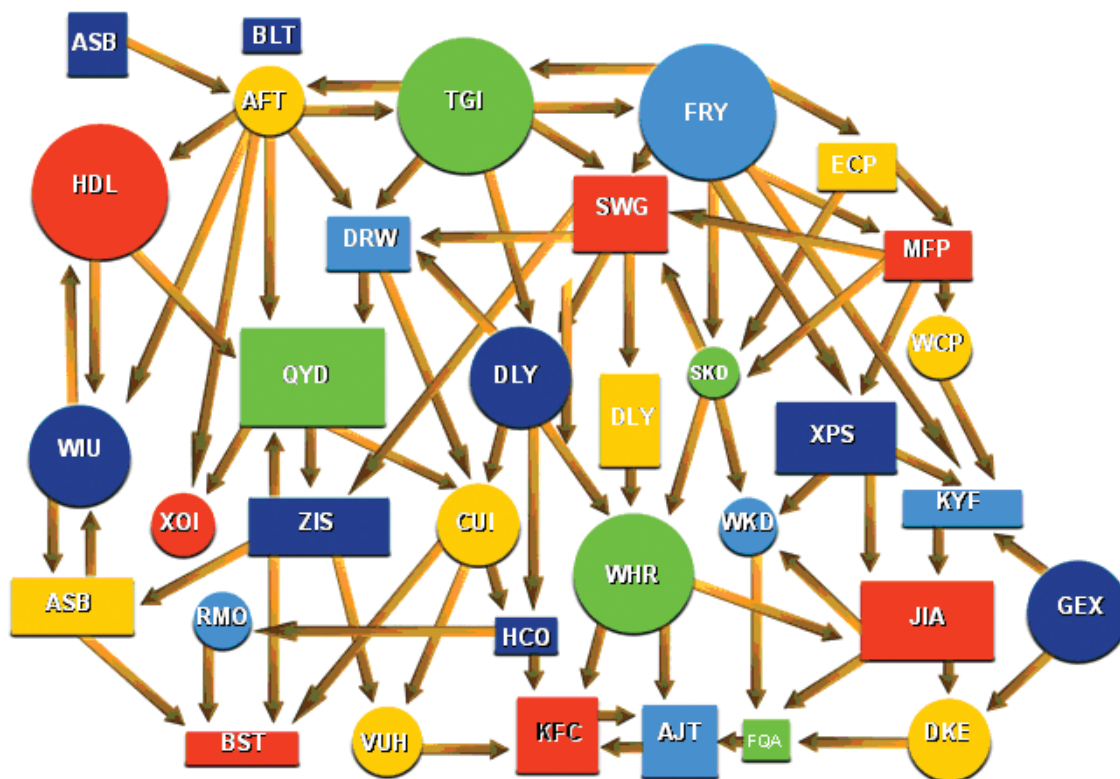 ASB
BLT
AFT
TGI
FRY
ECP
HDL
SWG
DRW
MFP
WCP
QYD
DLY
SKD
DLY
XPS
WIU
XOI
ZIS
CUI
WKD
KYF
WHR
ASB
RMO
HCO
JIA
GEX
BST
VUH
KFC
AJT
FQA
DKE